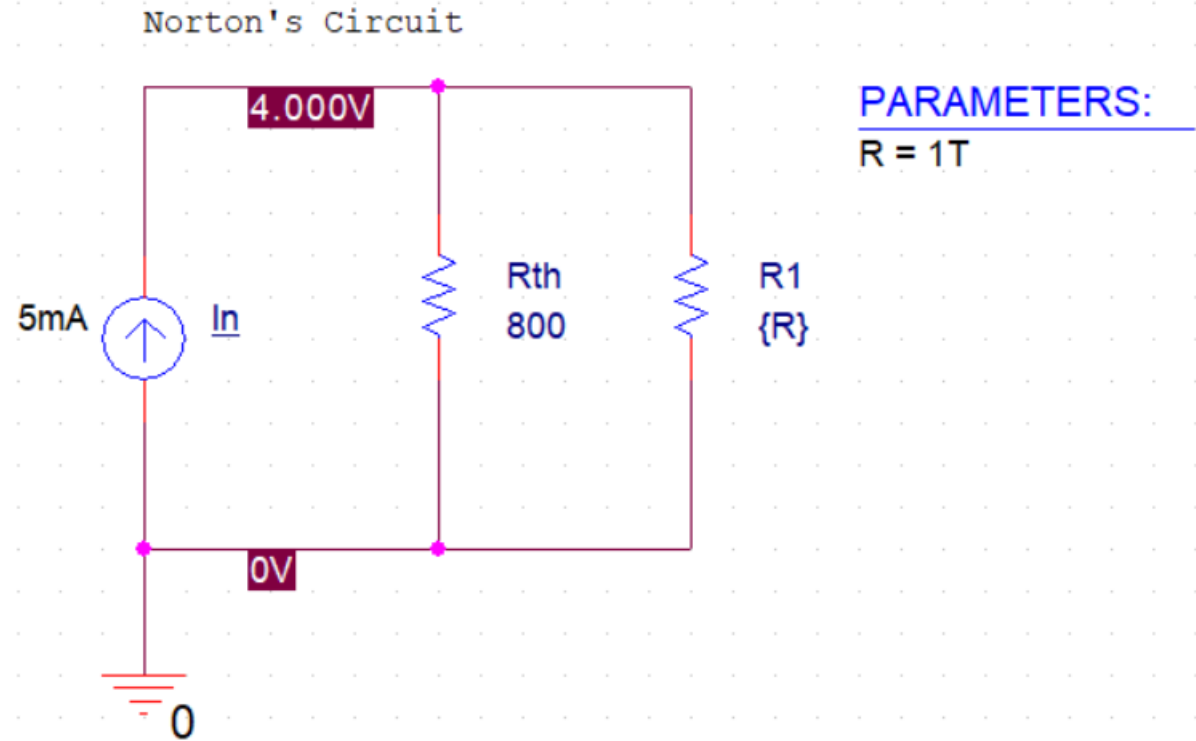 Norton's Circuit
4.000V
PARAMETERS:
R = 1T
5mA
In
Rth
800
R1
{R}
0V
0